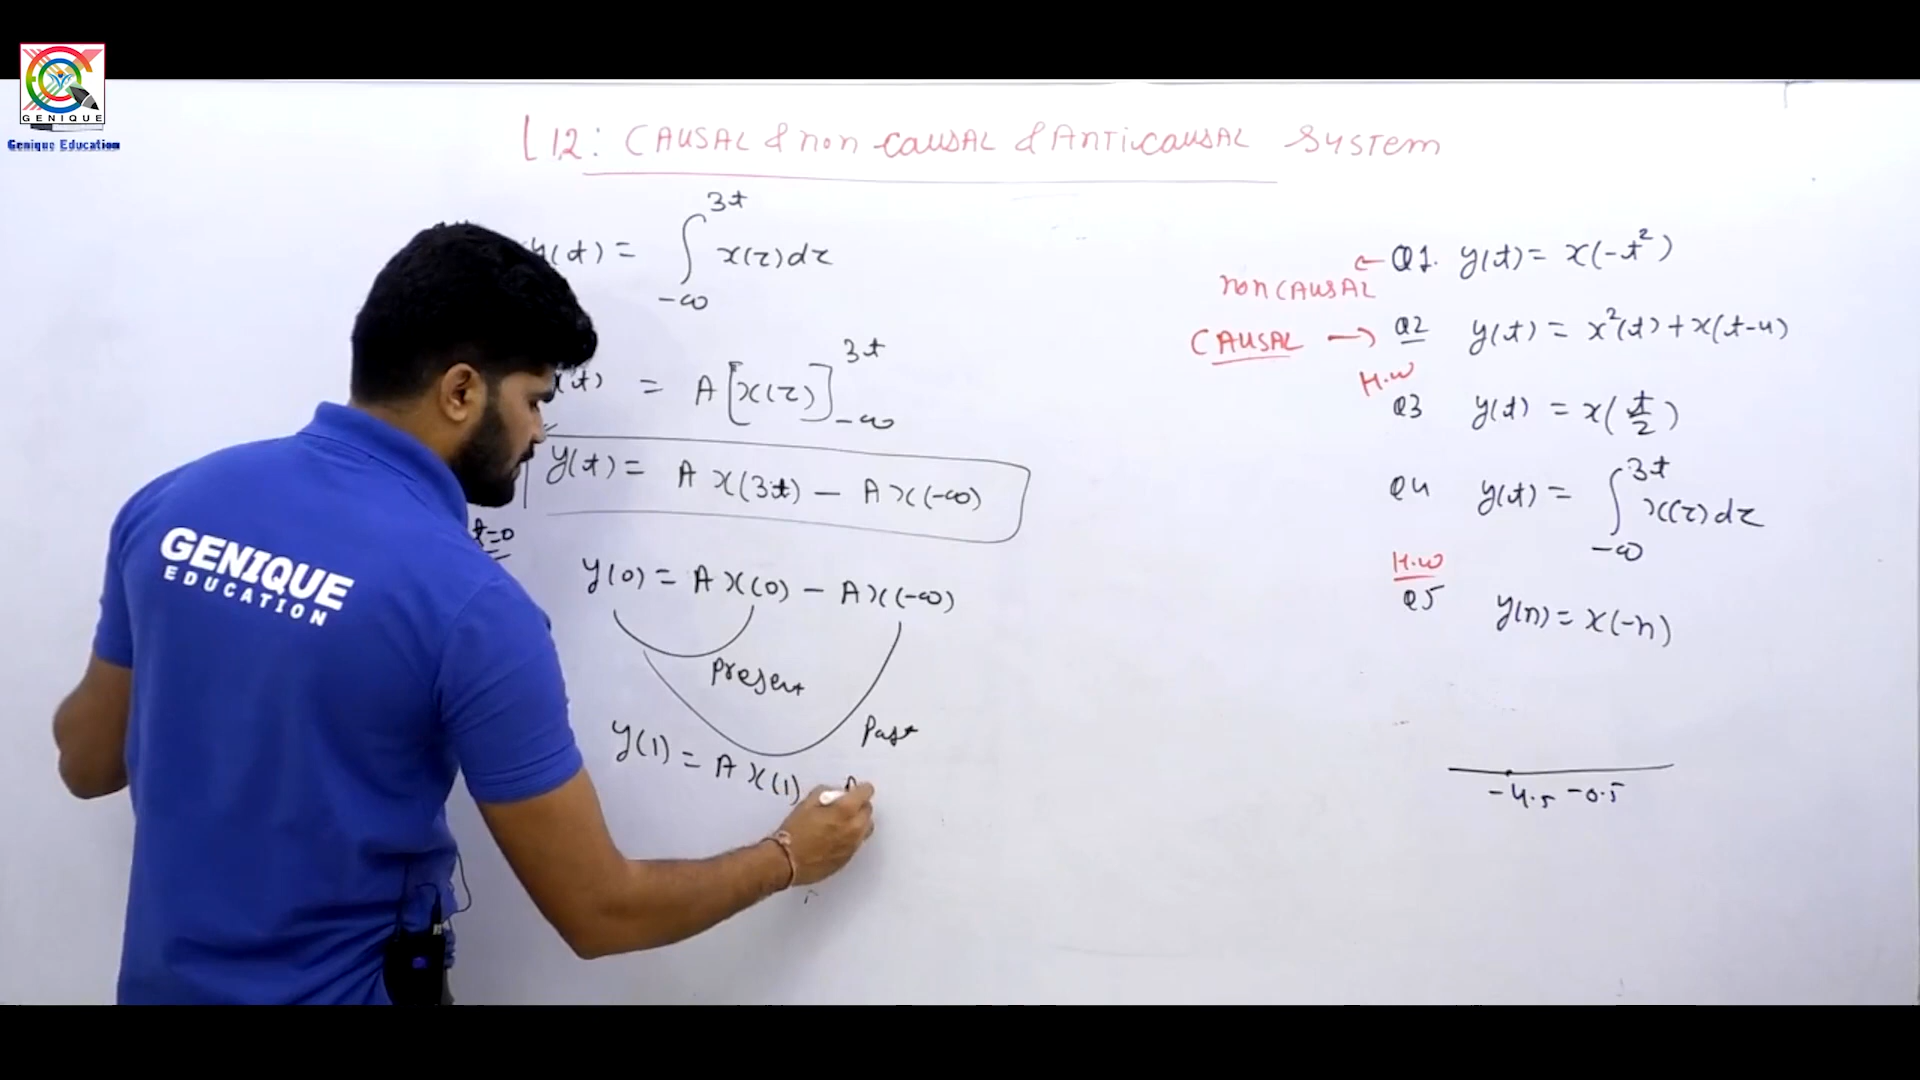 GENIQUE
Genique Education
L12: CAUSAL & non causal & ANTicausAL System
y(t) = ∫ -∞ 3t x(τ)dτ
(t) = A[x(τ)] -∞ 3t
y(t) = A x(3t) - A x(-∞)
t=0
y(0) = A x(0) - A x(-∞)
Present
Past
y(1) = A x(1) - A
GENIQUE
EDUCATION
← Q1. y(t) = x(-t²)
non CAUSAL
CAUSAL → Q2 y(t) = x²(t) + x(t-4)
H.W
Q3 y(t) = x(t/2)
Q4 y(t) = ∫ -∞ 3t x(τ)dτ
H.W
Q5 y(n) = x(-n)
-4.5 -0.5